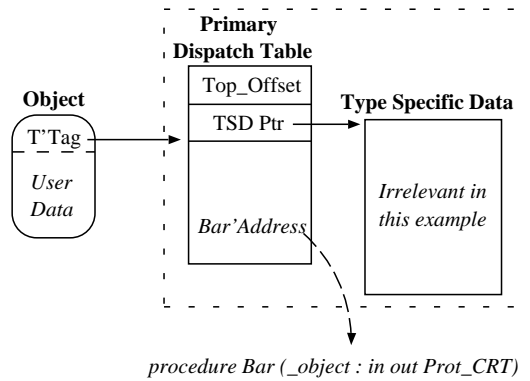 Primary
Dispatch Table
Top_Offset
Object
Type Specific Data
T'Tag
TSD Ptr
User
Data
Irrelevant in
this example
Bar'Address
procedure Bar (_object : in out Prot_CRT)